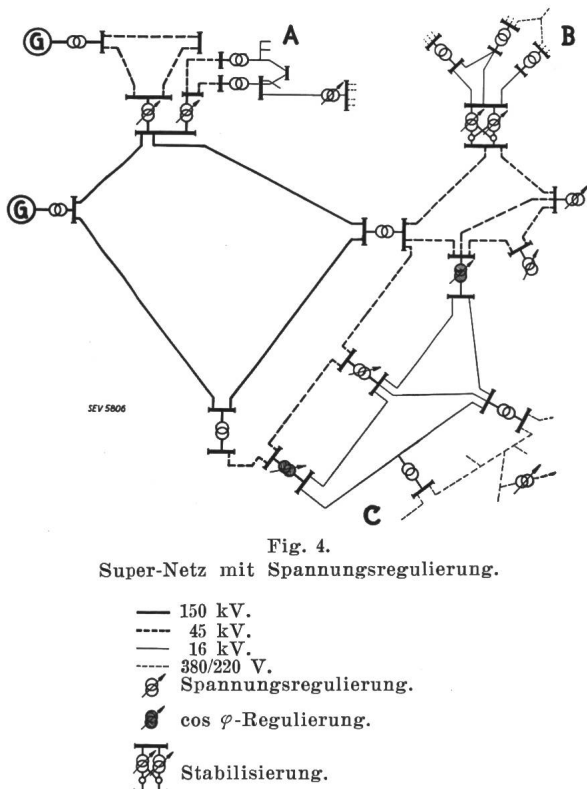 G
A
B
G
SEV 5806
C
Fig. 4.
Super-Netz mit Spannungsregulierung.
150 kV.
45 kV.
16 kV.
380/220 V.
Spannungsregulierung.
cos φ-Regulierung.
Stabilisierung.